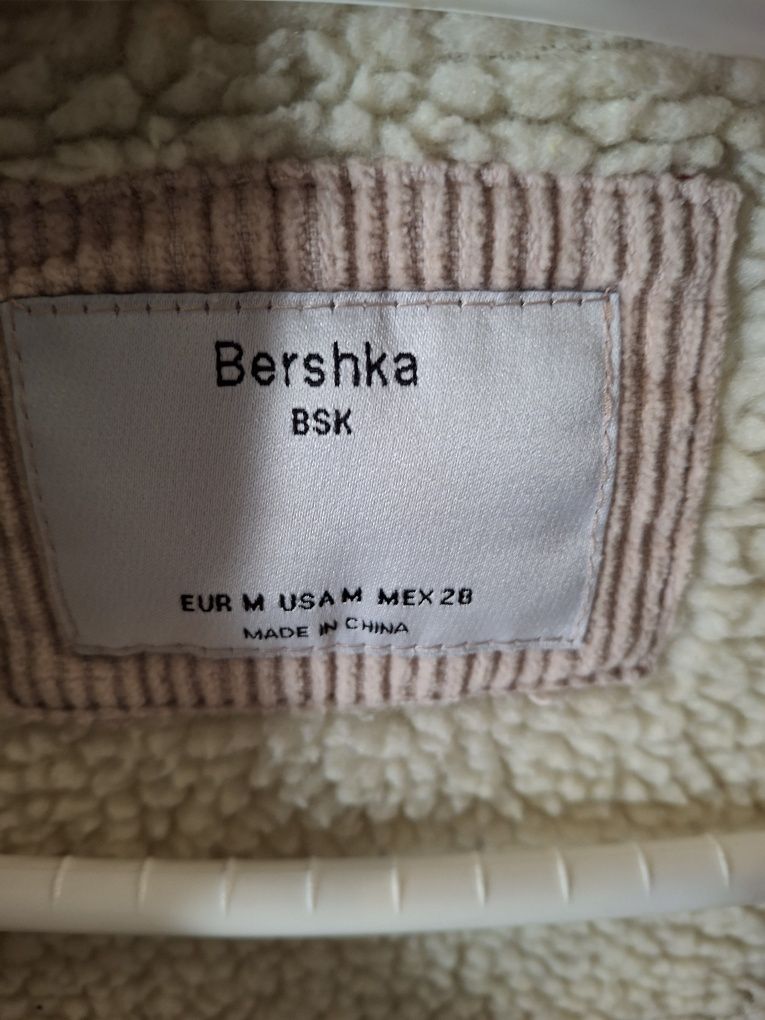 Bershka
BSK
EUR M USA M MEX 28
MADE IN CHINA